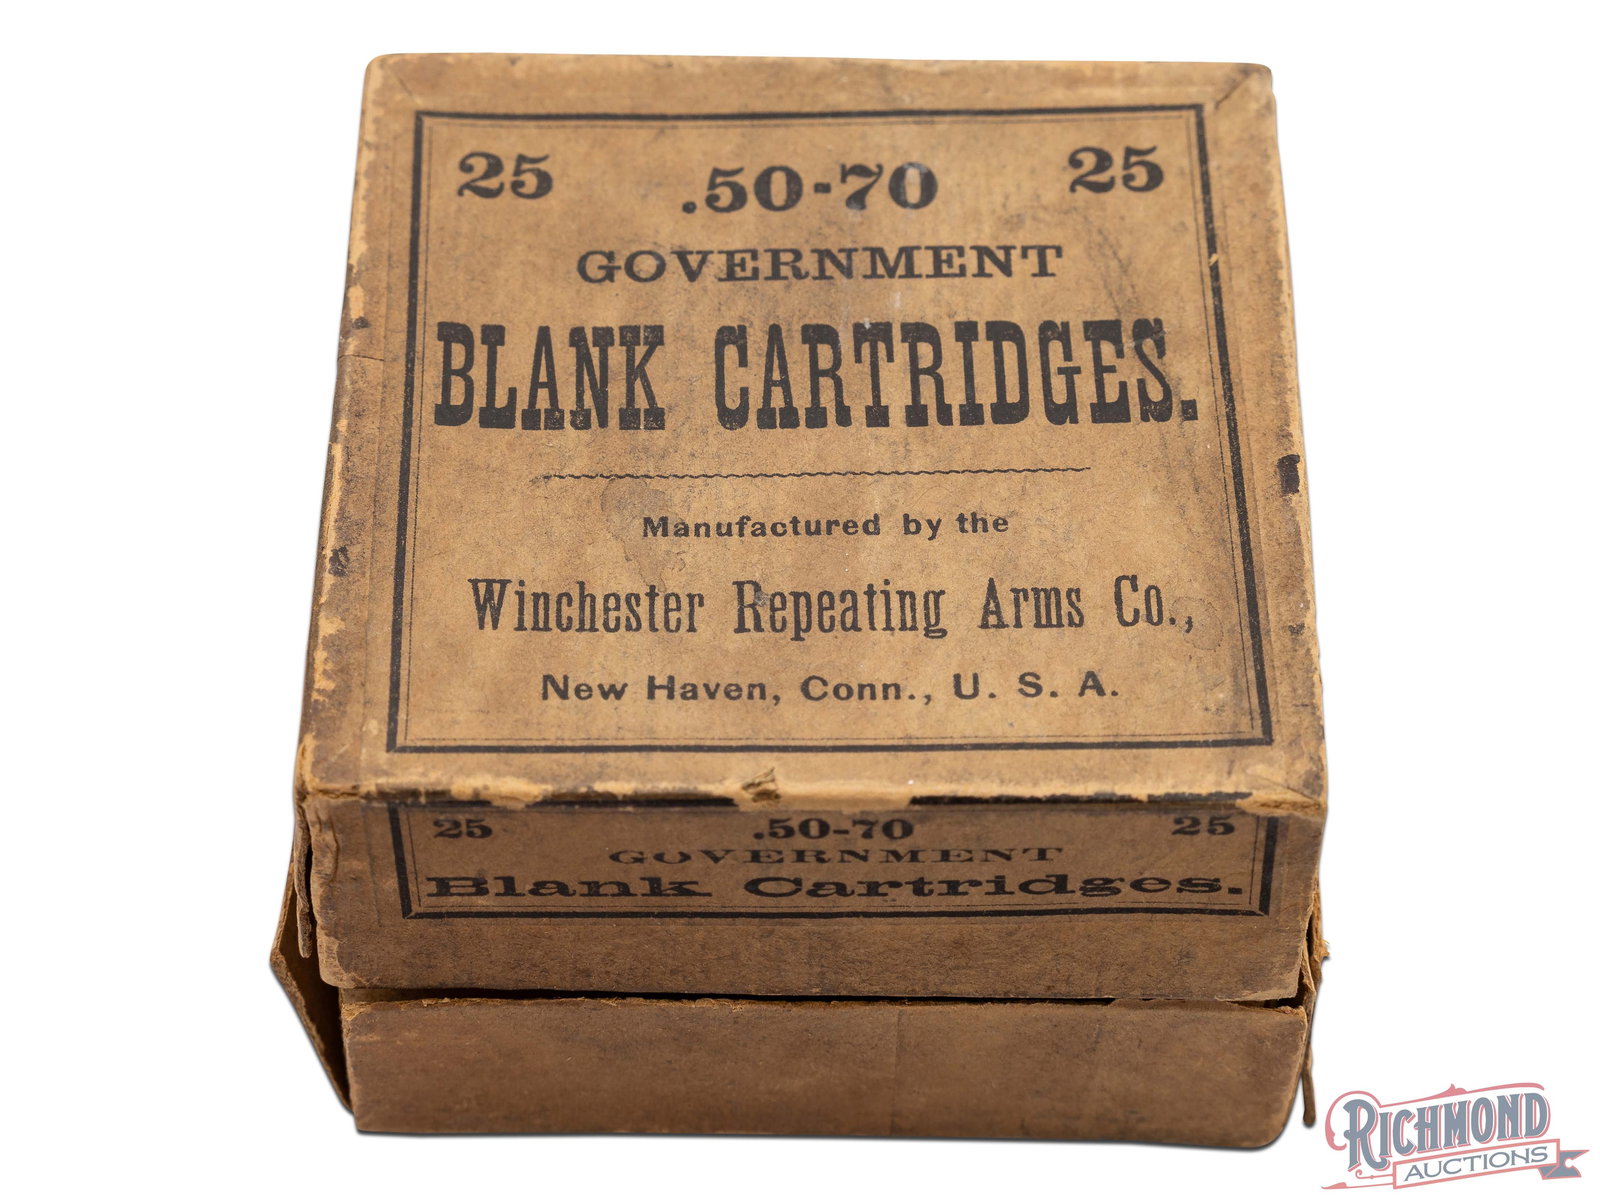 25 .50-70 25
GOVERNMENT
BLANK CARTRIDGES.
Manufactured by the
Winchester Repeating Arms Co.,
New Haven, Conn., U. S. A.
25 .50-70 25
GOVERNMENT
Blank Cartridges.
RICHMOND
AUCTIONS